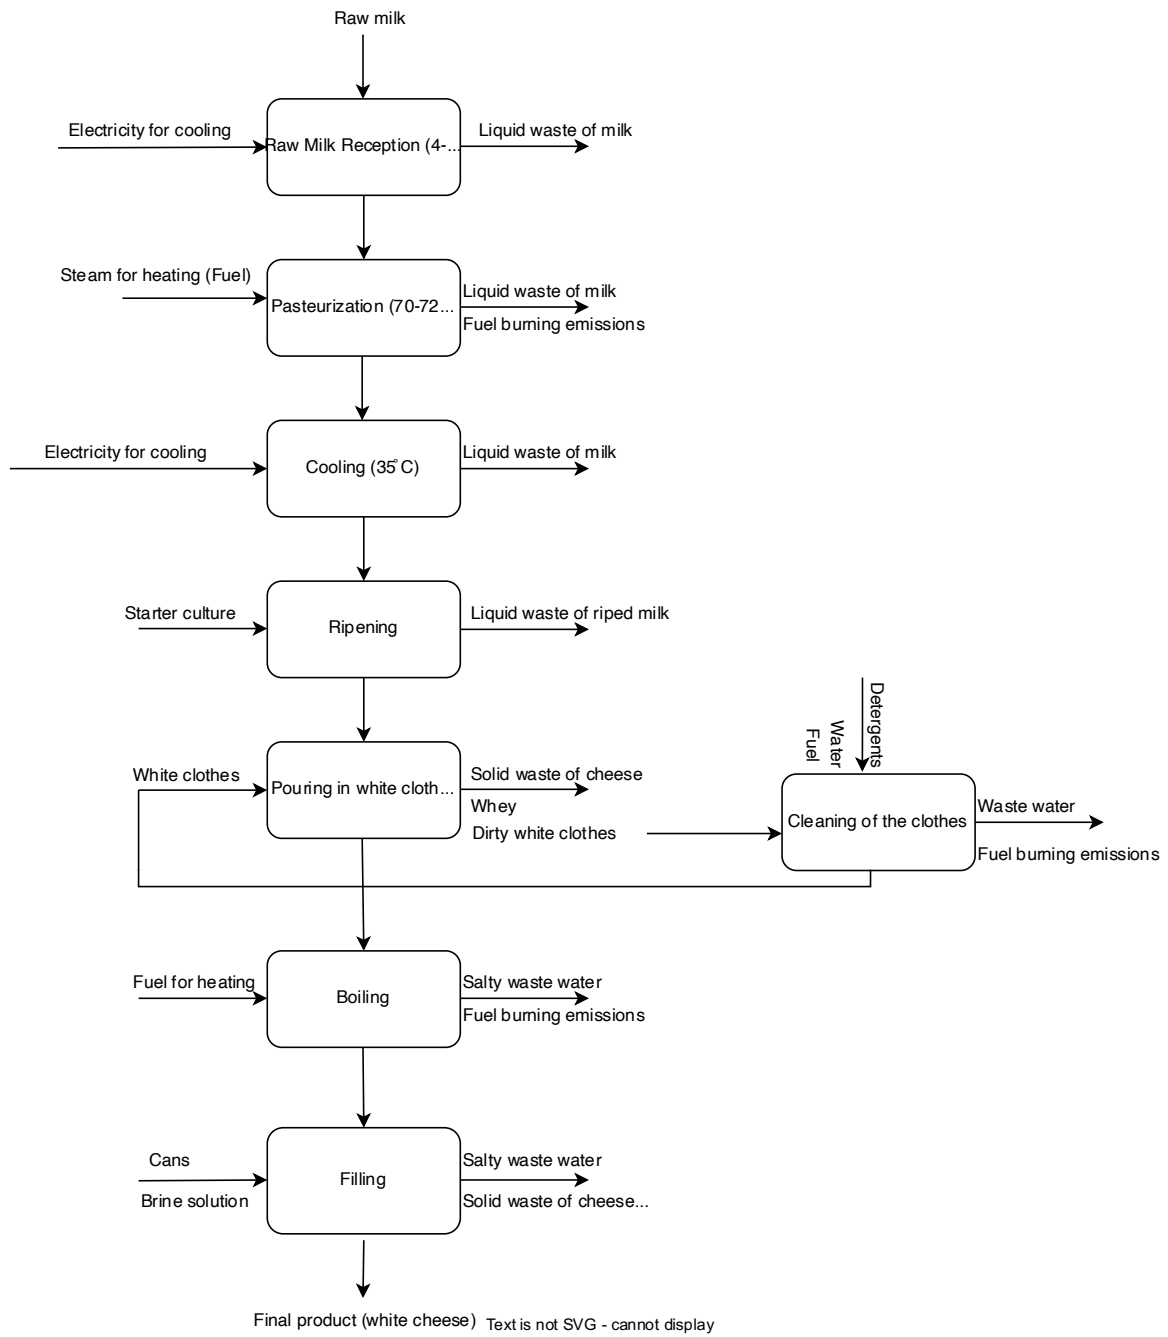 Raw milk
Electricity for cooling
Raw Milk Reception (4-...
Liquid waste of milk
Steam for heating (Fuel)
Pasteurization (70-72...
Liquid waste of milk
Fuel burning emissions
Electricity for cooling
Cooling (35°C)
Liquid waste of milk
Starter culture
Ripening
Liquid waste of riped milk
White clothes
Pouring in white cloth...
Solid waste of cheese
Whey
Dirty white clothes
Detergents
Water
Fuel
Cleaning of the clothes
Waste water
Fuel burning emissions
Fuel for heating
Boiling
Salty waste water
Fuel burning emissions
Cans
Brine solution
Filling
Salty waste water
Solid waste of cheese...
Final product (white cheese)
Text is not SVG - cannot display